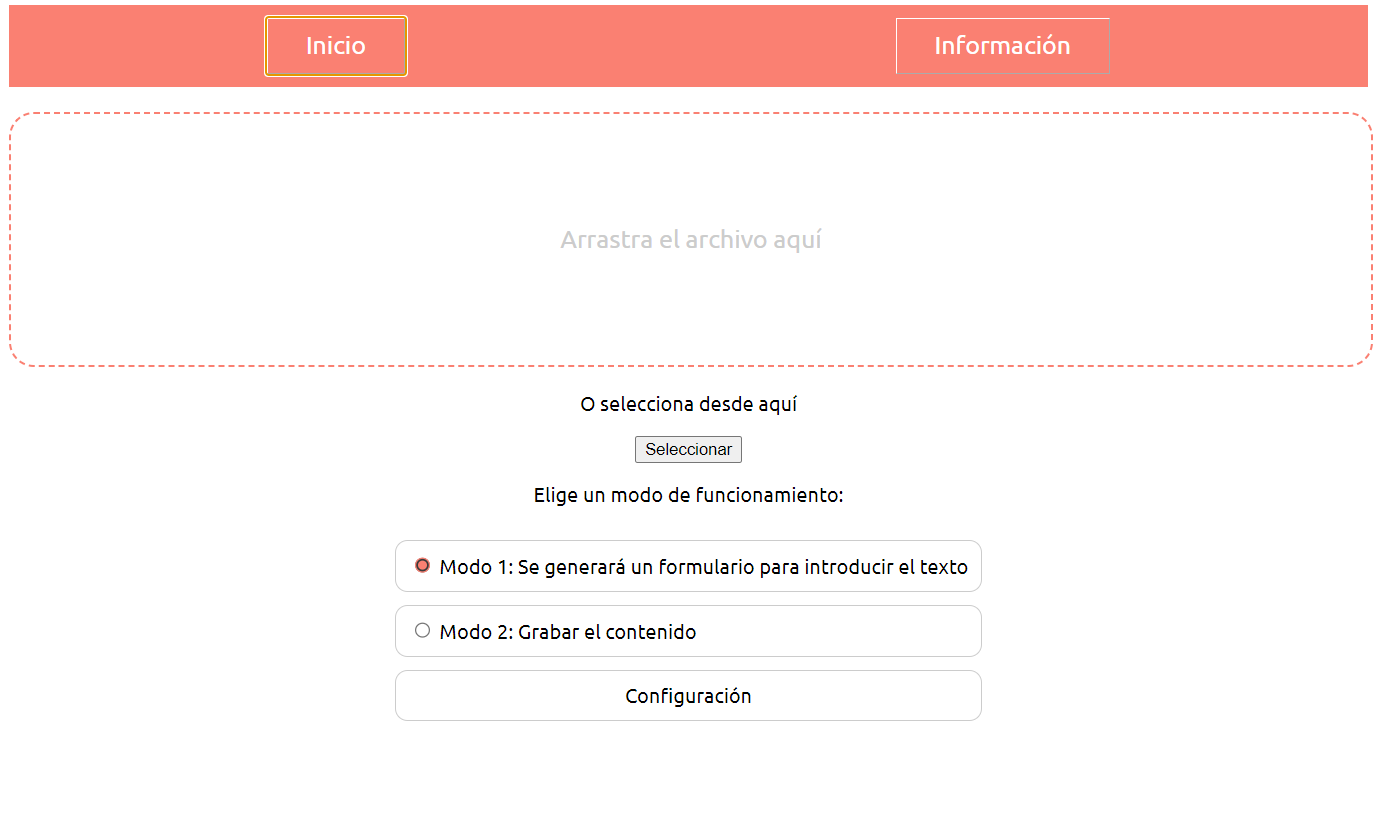 Inicio
Información
Arrastra el archivo aquí
O selecciona desde aquí
Seleccionar
Elige un modo de funcionamiento:
Modo 1: Se generará un formulario para introducir el texto
Modo 2: Grabar el contenido
Configuración